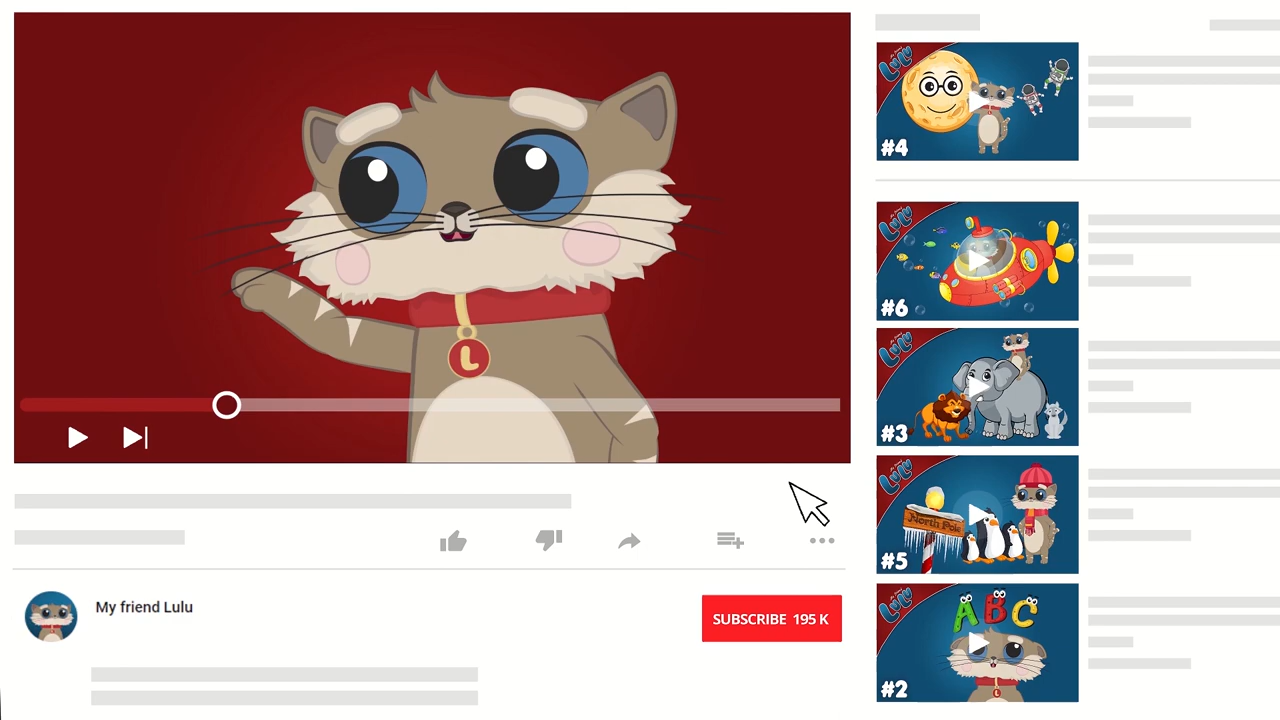 L
My friend Lulu
SUBSCRIBE 195 K
LuLu
#4
LuLu
#6
LuLu
#3
LuLu
North Pole
#5
LuLu
ABC
#2